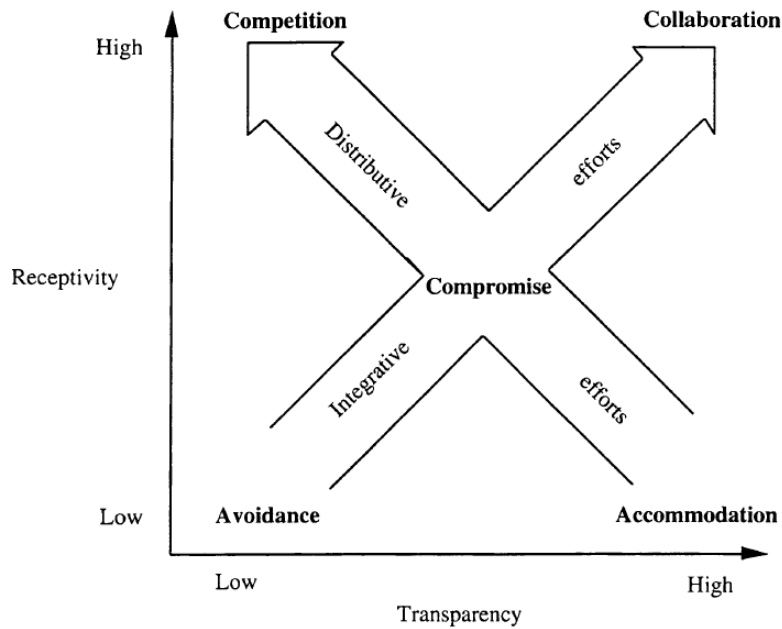 Competition
Collaboration
High
Distributive
efforts
Receptivity
Compromise
Integrative
efforts
Low
Avoidance
Accommodation
Low
High
Transparency